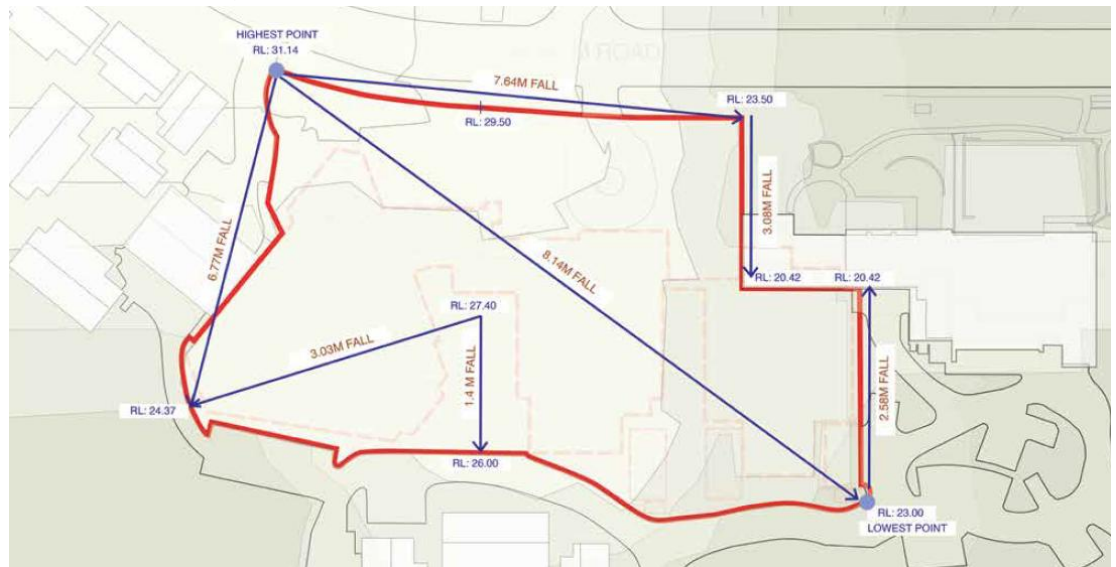 HIGHEST POINT
RL: 31.14
ROAD
7.64M FALL
RL: 23.50
RL: 29.50
3.08M FALL
6.77M FALL
8.14M FALL
RL: 20.42
RL: 20.42
RL: 27.40
3.03M FALL
1.4 M FALL
2.58M FALL
RL: 24.37
RL: 26.00
RL: 23.00
LOWEST POINT